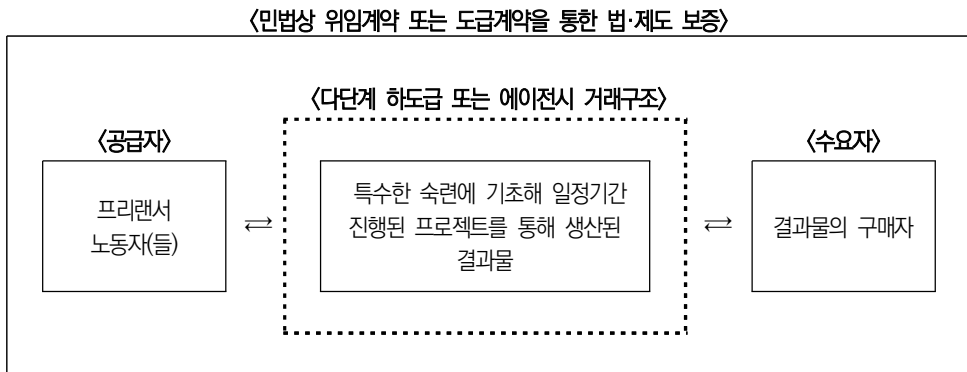 〈민법상 위임계약 또는 도급계약을 통한 법·제도 보증〉
〈다단계 하도급 또는 에이전시 거래구조〉
〈공급자〉
〈수요자〉
프리랜서
노동자(들)
⇄
특수한 숙련에 기초해 일정기간
진행된 프로젝트를 통해 생산된
결과물
⇄
결과물의 구매자